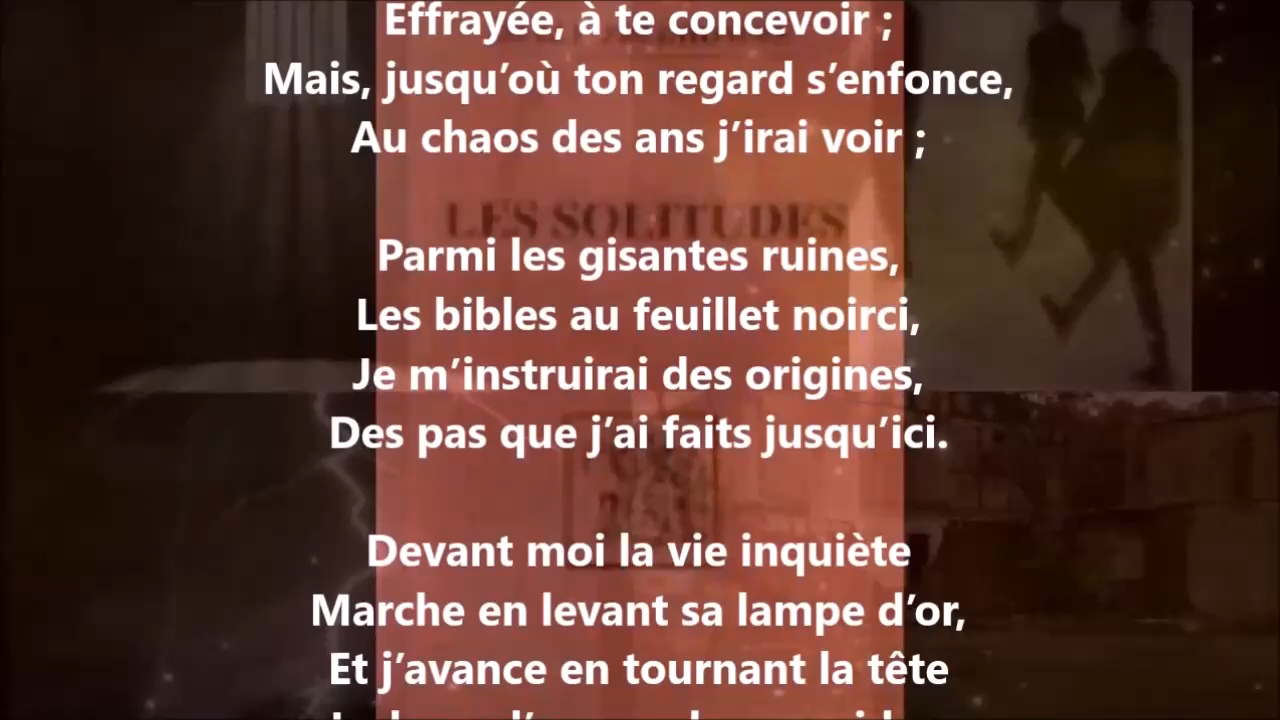 Effrayée, à te concevoir ;
Mais, jusqu’où ton regard s’enfonce,
Au chaos des ans j’irai voir ;
LES SOLITUDES
Parmi les gisantes ruines,
Les bibles au feuillet noirci,
Je m’instruirai des origines,
Des pas que j’ai faits jusqu’ici.
Devant moi la vie inquiète
Marche en levant sa lampe d’or,
Et j’avance en tournant la tête